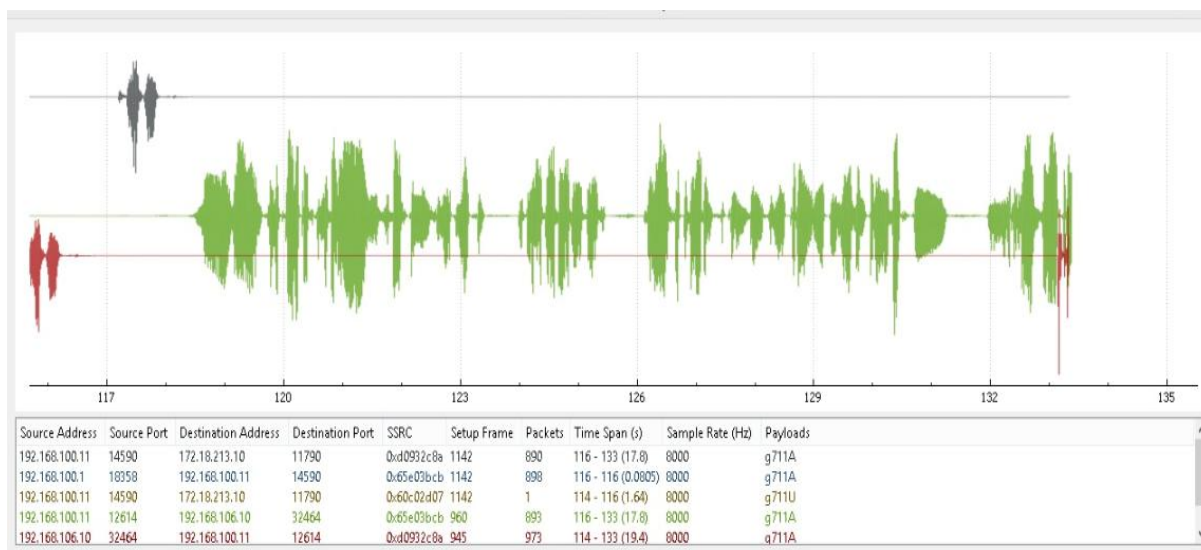 117 120 123 126 129 132 135
Source Address Source Port Destination Address Destination Port SSRC Setup Frame Packets Time Span (s) Sample Rate (Hz) Payloads
192.168.100.11 14590 172.18.213.10 11790 0xd0932c8a 1142 890 116 - 133 (17.8) 8000 g711A
192.168.100.1 18358 192.168.100.11 14590 0x65e03bcb 1142 898 116 - 116 (0.0805) 8000 g711A
192.168.100.11 14590 172.18.213.10 11790 0x60c02d07 1142 1 114 - 116 (1.64) 8000 g711U
192.168.100.11 12614 192.168.106.10 32464 0x65e03bcb 960 893 116 - 133 (17.8) 8000 g711A
192.168.106.10 32464 192.168.100.11 12614 0xd0932c8a 945 973 114 - 133 (19.4) 8000 g711A